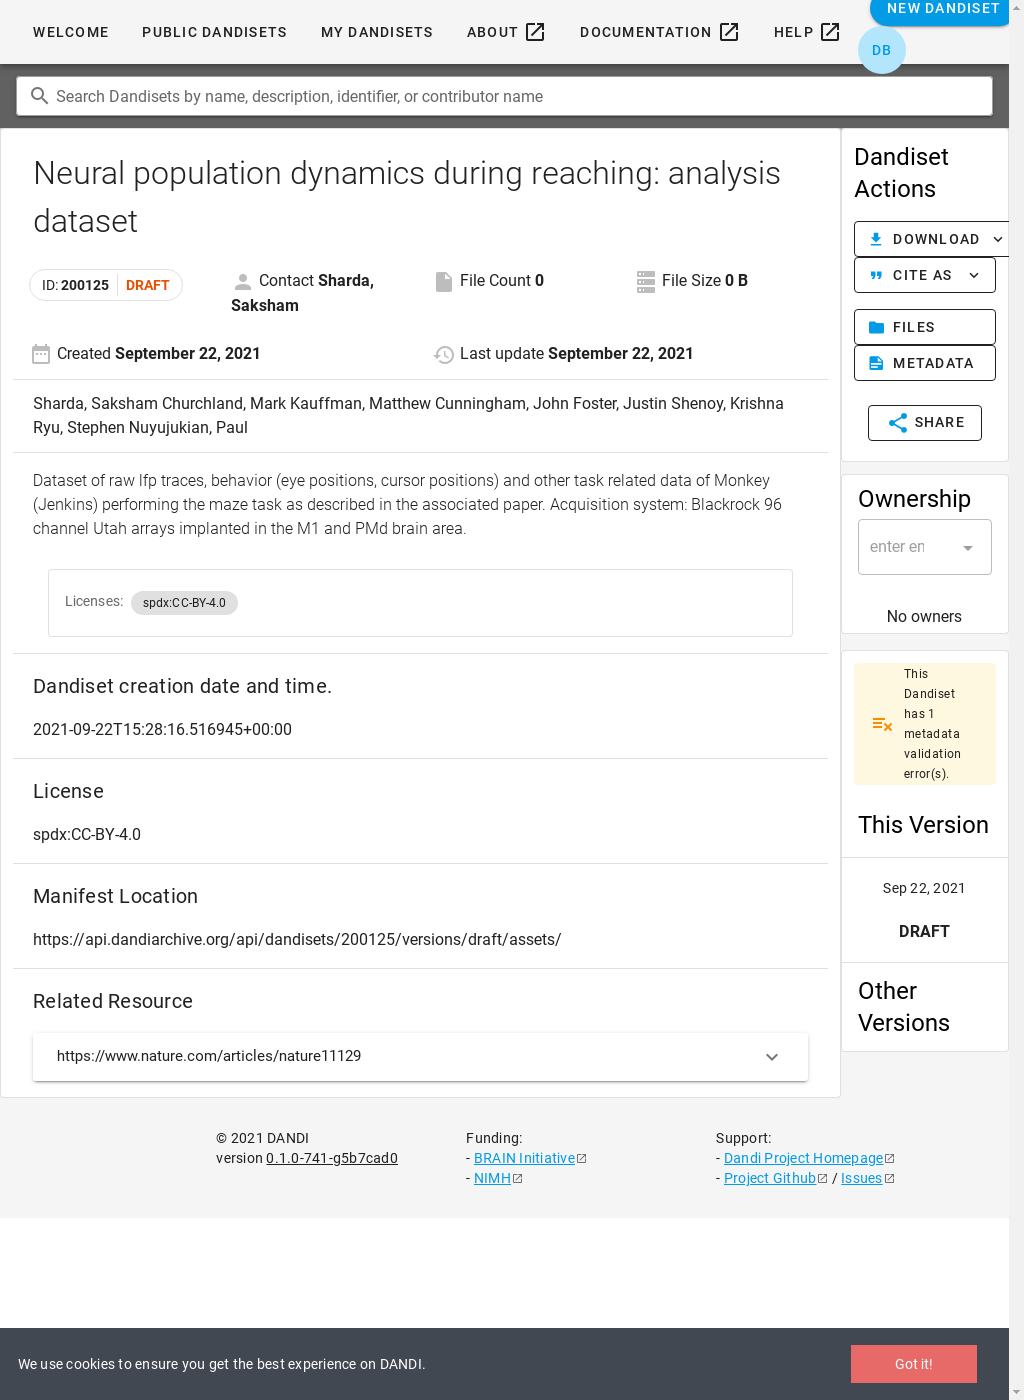 WELCOME
PUBLIC DANDISETS
MY DANDISETS
ABOUT
DOCUMENTATION
HELP
NEW DANDISET
DB
Search Dandisets by name, description, identifier, or contributor name
Neural population dynamics during reaching: analysis
dataset
ID: 200125 DRAFT
Contact Sharda,
Saksham
File Count 0
File Size 0 B
Created September 22, 2021
Last update September 22, 2021
Sharda, Saksham Churchland, Mark Kauffman, Matthew Cunningham, John Foster, Justin Shenoy, Krishna
Ryu, Stephen Nuyujukian, Paul
Dataset of raw lfp traces, behavior (eye positions, cursor positions) and other task related data of Monkey
(Jenkins) performing the maze task as described in the associated paper. Acquisition system: Blackrock 96
channel Utah arrays implanted in the M1 and PMd brain area.
Licenses: spdx:CC-BY-4.0
Dandiset creation date and time.
2021-09-22T15:28:16.516945+00:00
License
spdx:CC-BY-4.0
Manifest Location
https://api.dandiarchive.org/api/dandisets/200125/versions/draft/assets/
Related Resource
https://www.nature.com/articles/nature11129
Dandiset
Actions
DOWNLOAD
CITE AS
FILES
METADATA
SHARE
Ownership
enter en
No owners
This
Dandiset
has 1
metadata
validation
error(s).
This Version
Sep 22, 2021
DRAFT
Other
Versions
© 2021 DANDI
version 0.1.0-741-g5b7cad0
Funding:
- BRAIN Initiative
- NIMH
Support:
- Dandi Project Homepage
- Project Github / Issues
We use cookies to ensure you get the best experience on DANDI.
Got it!